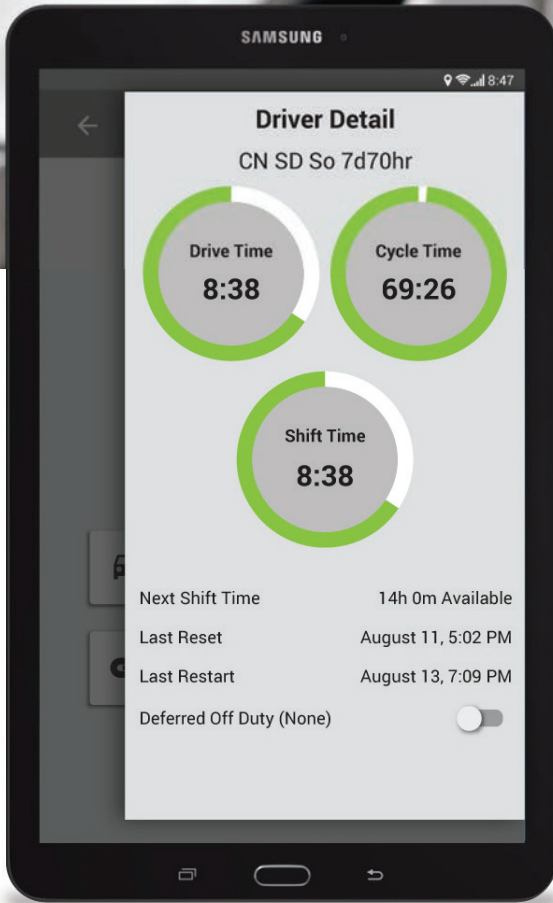 SAMSUNG
8:47
Driver Detail
CN SD So 7d70hr
Drive Time
8:38
Cycle Time
69:26
Shift Time
8:38
Next Shift Time 14h 0m Available
Last Reset August 11, 5:02 PM
Last Restart August 13, 7:09 PM
Deferred Off Duty (None)